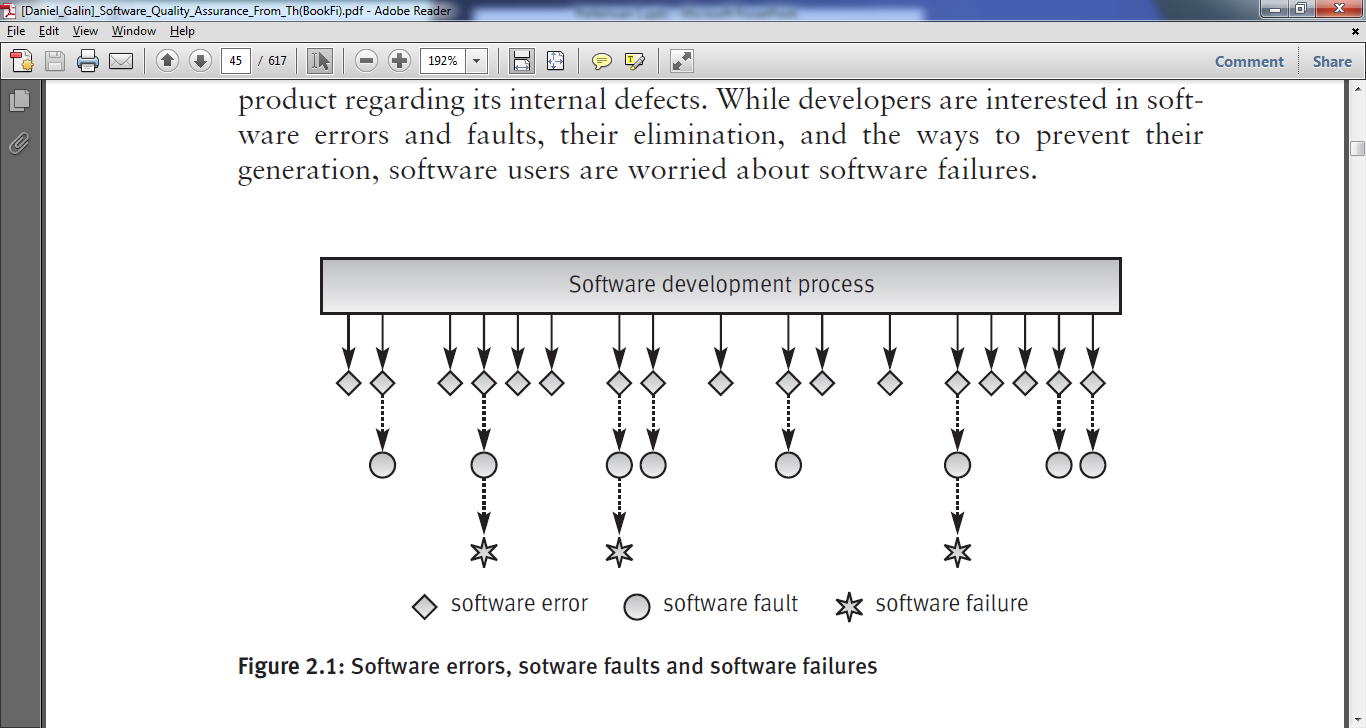 [Daniel_Galin]_Software_Quality_Assurance_From_Th(BookFi).pdf - Adobe Reader
File Edit View Window Help
45 / 617 192% Comment Share
product regarding its internal defects. While developers are interested in soft-
ware errors and faults, their elimination, and the ways to prevent their
generation, software users are worried about software failures.
Software development process
software error software fault software failure
Figure 2.1: Software errors, sotware faults and software failures